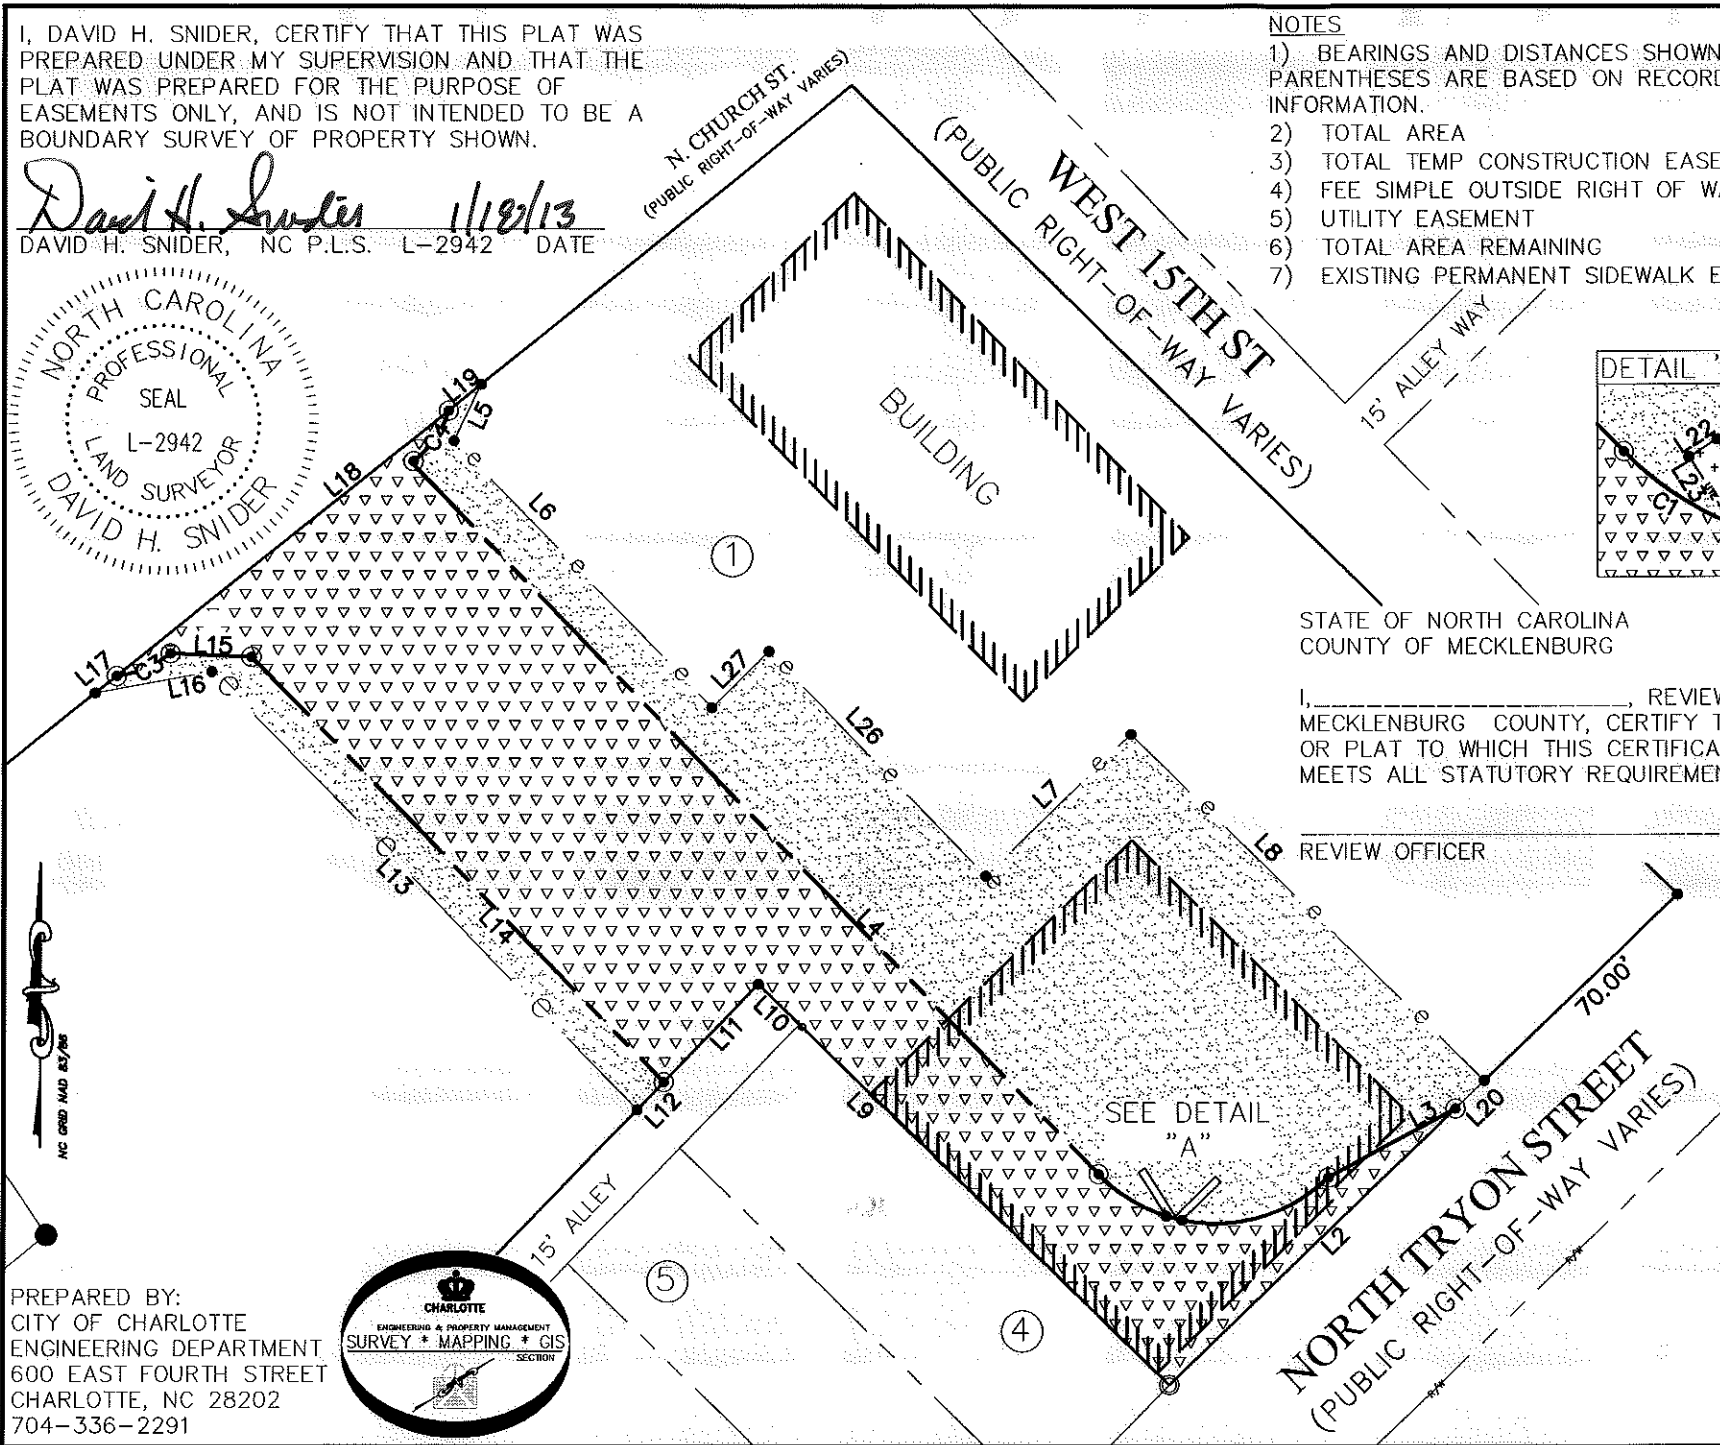 I, DAVID H. SNIDER, CERTIFY THAT THIS PLAT WAS
PREPARED UNDER MY SUPERVISION AND THAT THE
PLAT WAS PREPARED FOR THE PURPOSE OF
EASEMENTS ONLY, AND IS NOT INTENDED TO BE A
BOUNDARY SURVEY OF PROPERTY SHOWN.
David H. Snider 1/18/13
DAVID H. SNIDER, NC P.L.S. L-2942 DATE
NORTH CAROLINA
PROFESSIONAL
SEAL
L-2942
LAND SURVEYOR
DAVID H. SNIDER
N. CHURCH ST.
(PUBLIC RIGHT-OF-WAY VARIES)
WEST 15TH ST
(PUBLIC RIGHT-OF-WAY VARIES)
NOTES
1) BEARINGS AND DISTANCES SHOWN
PARENTHESES ARE BASED ON RECORD
INFORMATION.
2) TOTAL AREA
3) TOTAL TEMP CONSTRUCTION EASE
4) FEE SIMPLE OUTSIDE RIGHT OF WA
5) UTILITY EASEMENT
6) TOTAL AREA REMAINING
7) EXISTING PERMANENT SIDEWALK E
15' ALLEY WAY
DETAIL "
L22
L23
C1
BUILDING
L19
L5
C4
L18
L6
1
L17
C3
L15
L16
L27
L26
L7
L8
L13
L14
L4
L10
L11
L12
L9
STATE OF NORTH CAROLINA
COUNTY OF MECKLENBURG
I,____________________, REVIEW
MECKLENBURG COUNTY, CERTIFY T
OR PLAT TO WHICH THIS CERTIFICA
MEETS ALL STATUTORY REQUIREMEN
REVIEW OFFICER
70.00'
SEE DETAIL
"A"
L3
L20
L2
NORTH TRYON STREET
(PUBLIC RIGHT-OF-WAY VARIES)
R/W
R/W
NC GRID NAD 83/86
15' ALLEY
5
4
PREPARED BY:
CITY OF CHARLOTTE
ENGINEERING DEPARTMENT
600 EAST FOURTH STREET
CHARLOTTE, NC 28202
704-336-2291
CHARLOTTE
ENGINEERING & PROPERTY MANAGEMENT
SURVEY * MAPPING * GIS
SECTION
e
e
e
e
e
e
e
e
e
e
e
e
e